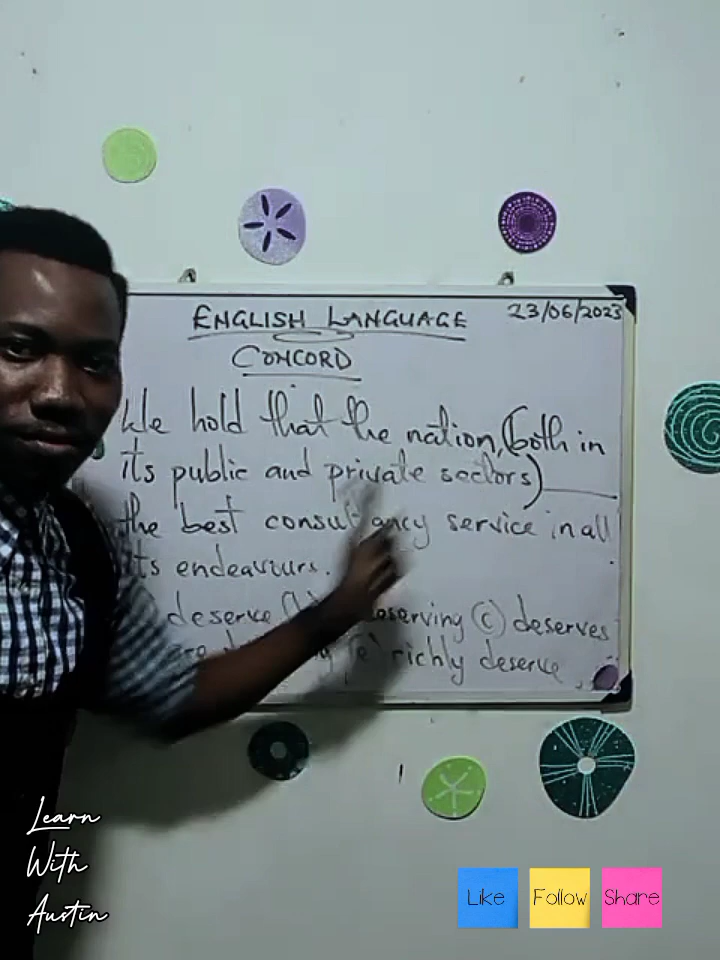 ENGLISH LANGUAGE 23/06/2023
CONCORD
We hold that the nation, (both in
its public and private sectors)____
the best consultancy service in all
its endeavours.
deserve (c) deserves
(e) richly deserve
Learn
With
Austin
Like Follow Share